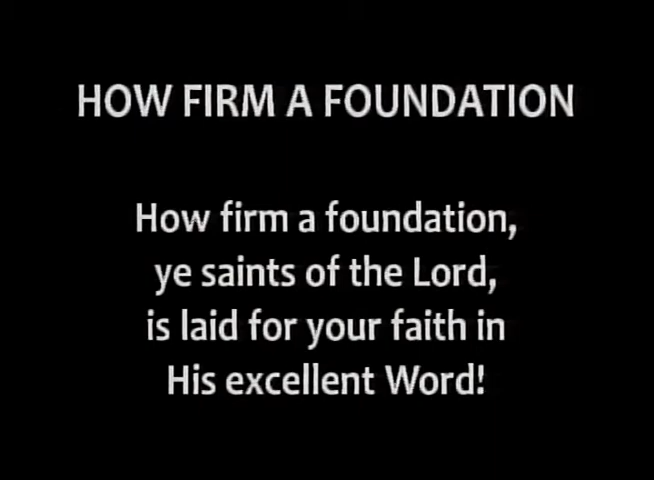 HOW FIRM A FOUNDATION
How firm a foundation,
ye saints of the Lord,
is laid for your faith in
His excellent Word!